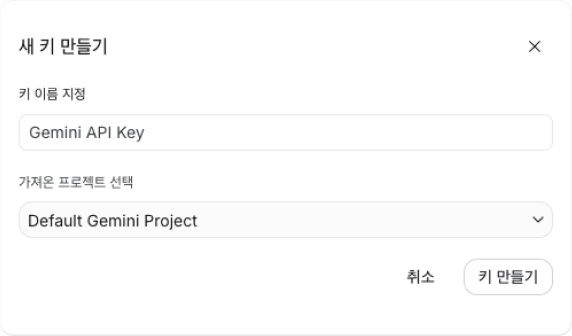 새 키 만들기
키 이름 지정
Gemini API Key
가져온 프로젝트 선택
Default Gemini Project
취소
키 만들기